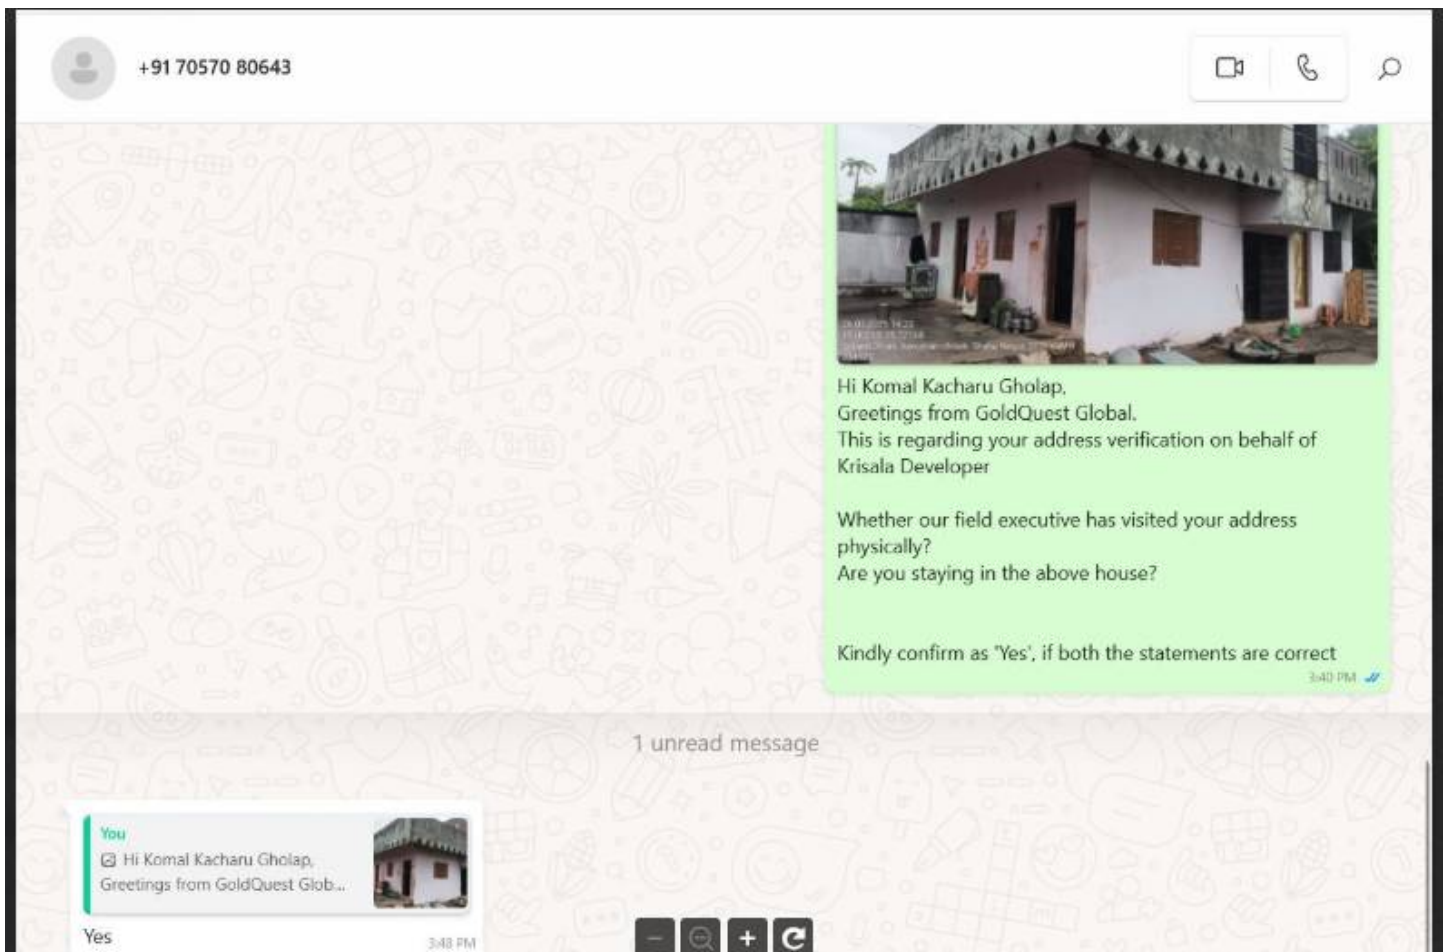 +91 70570 80643
Hi Komal Kacharu Gholap,
Greetings from GoldQuest Global.
This is regarding your address verification on behalf of
Krisala Developer
Whether our field executive has visited your address
physically?
Are you staying in the above house?
Kindly confirm as 'Yes', if both the statements are correct
3:40 PM
1 unread message
You
Hi Komal Kacharu Gholap,
Greetings from GoldQuest Glob...
Yes
3:48 PM